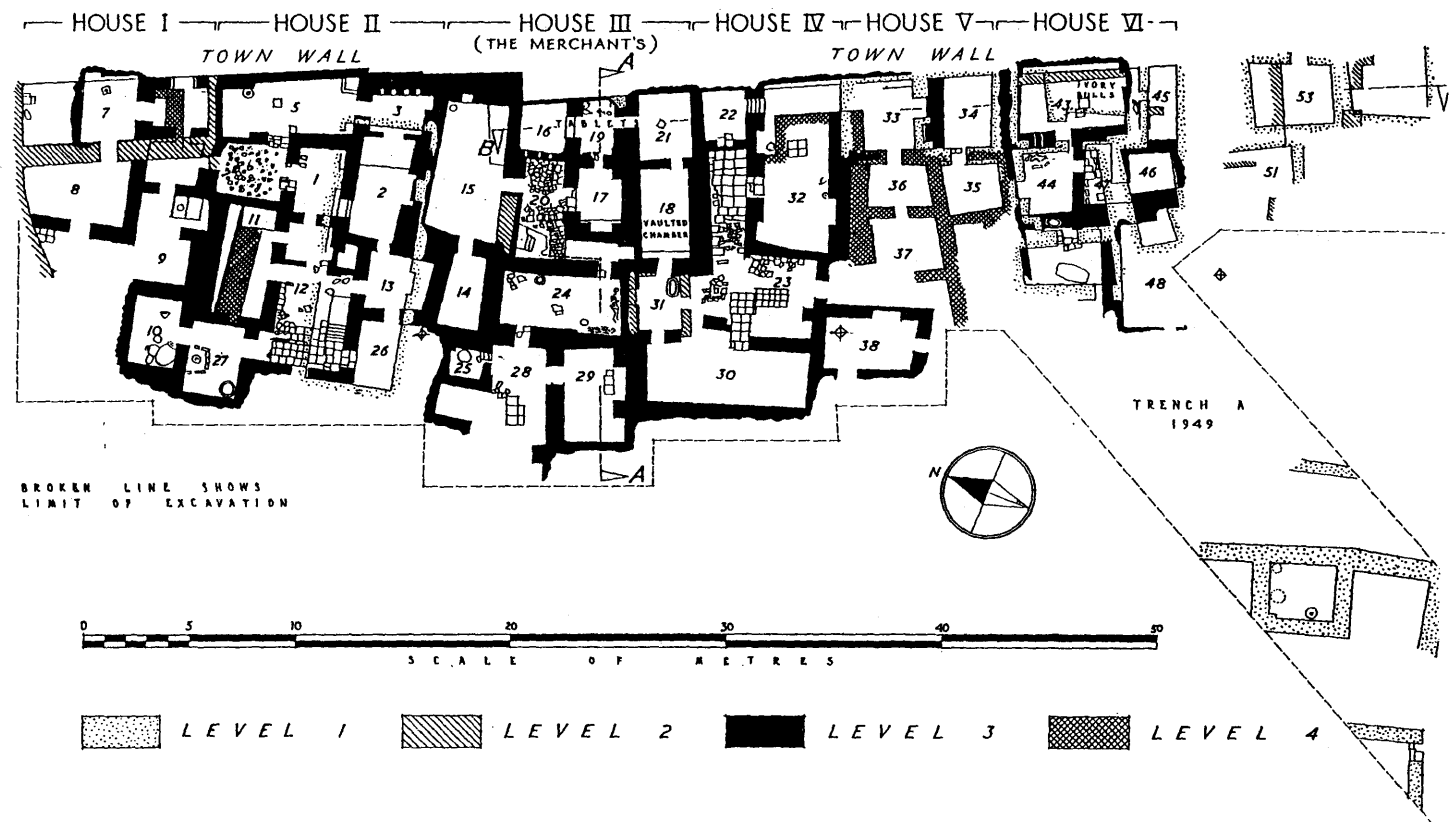 HOUSE I HOUSE II HOUSE III HOUSE IV HOUSE V HOUSE VI
(THE MERCHANT'S)
TOWN WALL TOWN WALL
A
7 5 3 16 TABLETS 19 21 22 33 34 43 IVORY BULLS 45 53
B
8 6 1 2 15 20 17 18 VAULTED CHAMBER 32 36 35 44 46 51
11 9 12 13 14 24 31 23 37 48
10 27 26 25 28 29 30 38
A
TRENCH A
1949
N
BROKEN LINE SHOWS
LIMIT OF EXCAVATION
0 5 10 20 30 40 50
SCALE OF METRES
LEVEL 1 LEVEL 2 LEVEL 3 LEVEL 4